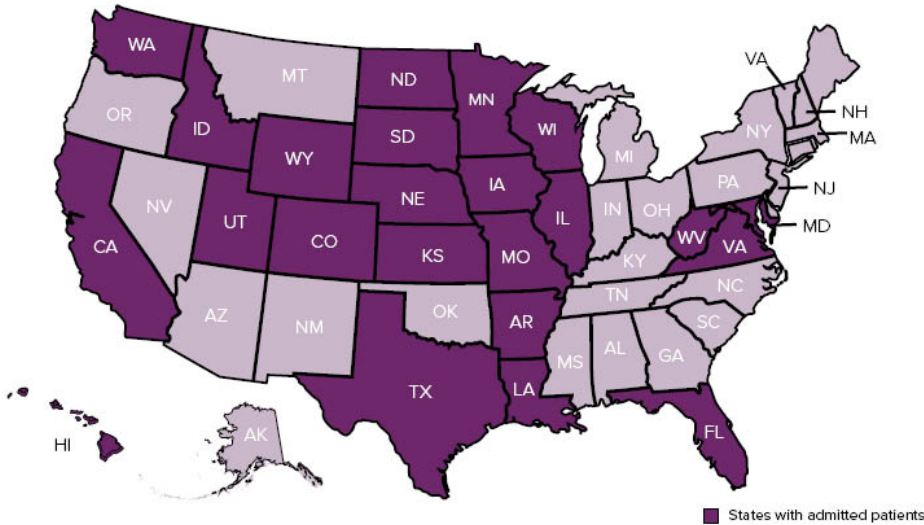 WA
MT
ND
MN
VA
OR
ID
SD
WI
NH
NY
MA
WY
MI
IA
PA
NE
NV
IL
IN
OH
NJ
UT
CO
WV
MD
CA
KS
MO
VA
KY
NC
TN
AZ
NM
OK
AR
SC
MS
AL
GA
TX
LA
FL
HI
AK
States with admitted patients